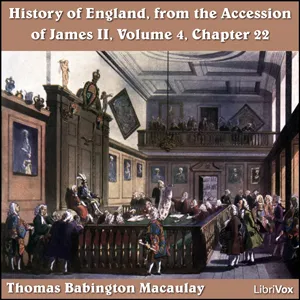 History of England, from the Accession
of James II, Volume 4, Chapter 22
Thomas Babington Macaulay
LibriVox